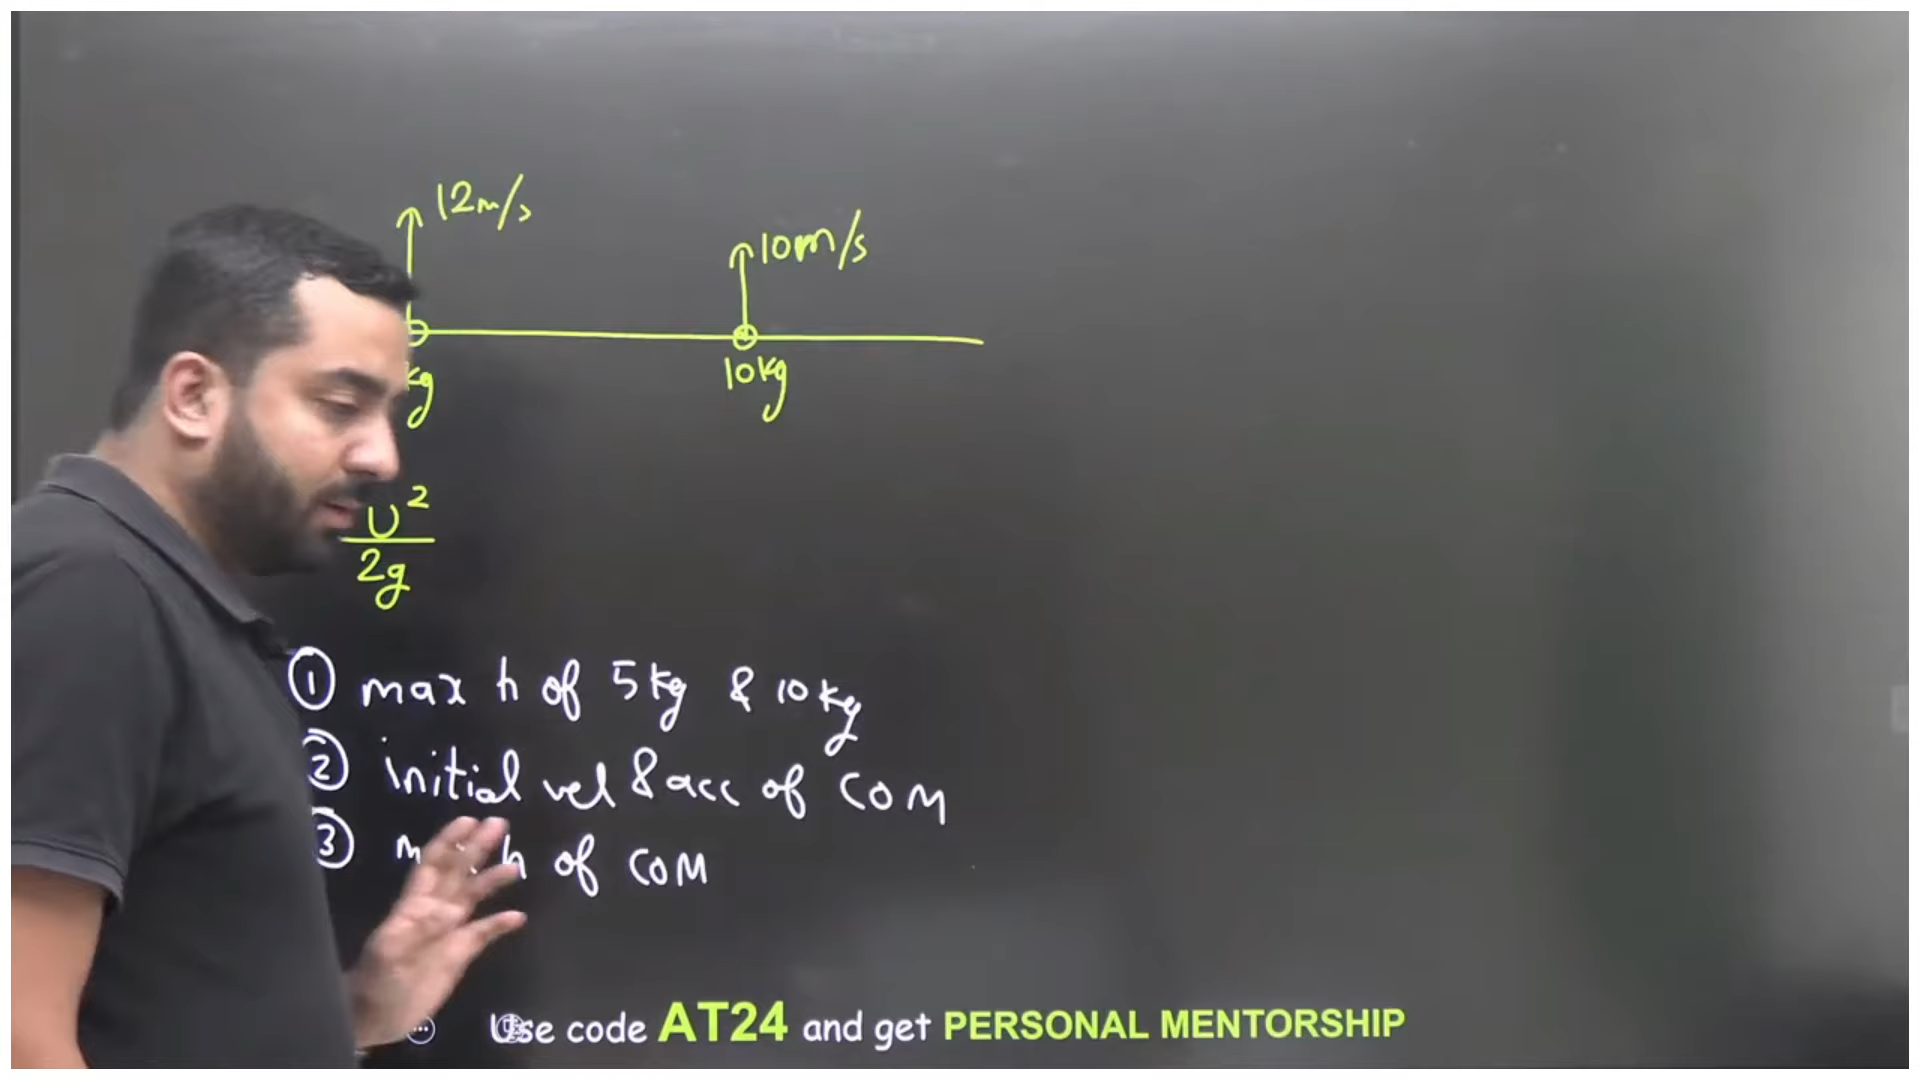 12m/s
10m/s
kg
10kg
U²
2g
① max h of 5kg & 10kg
② initial vel & acc of COM
③ h of COM
Use code AT24 and get PERSONAL MENTORSHIP